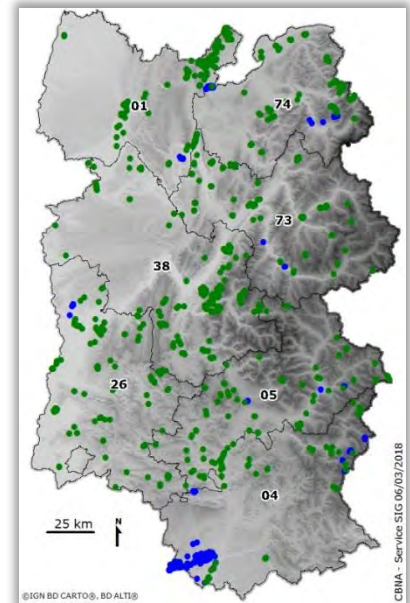 01
74
73
38
26
05
04
25 km
N
©IGN BD CARTO®, BD ALTI®
CBNA - Service SIG 06/03/2018